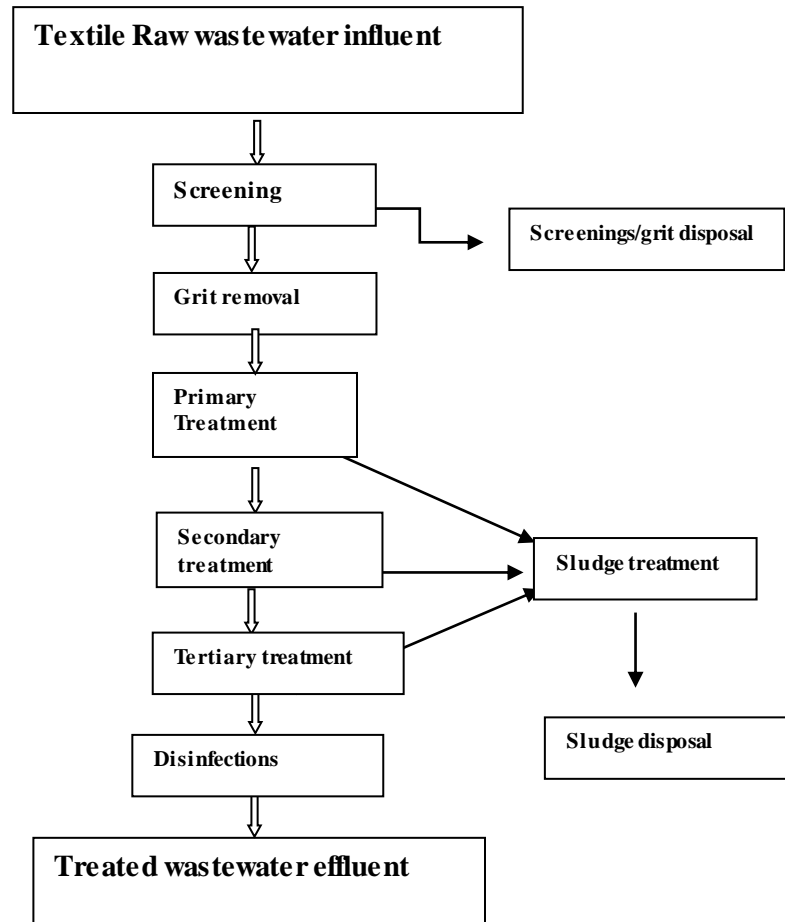 Textile Raw wastewater influent
Screening
Screenings/grit disposal
Grit removal
Primary
Treatment
Secondary
treatment
Sludge treatment
Tertiary treatment
Sludge disposal
Disinfections
Treated wastewater effluent